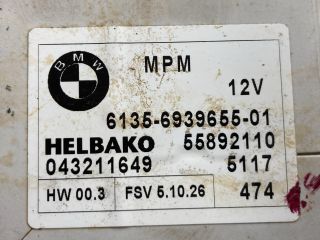 BMW
MPM
12V
6135-6939655-01
HELBAKO 55892110
043211649 5117
HW 00.3 FSV 5.10.26 474